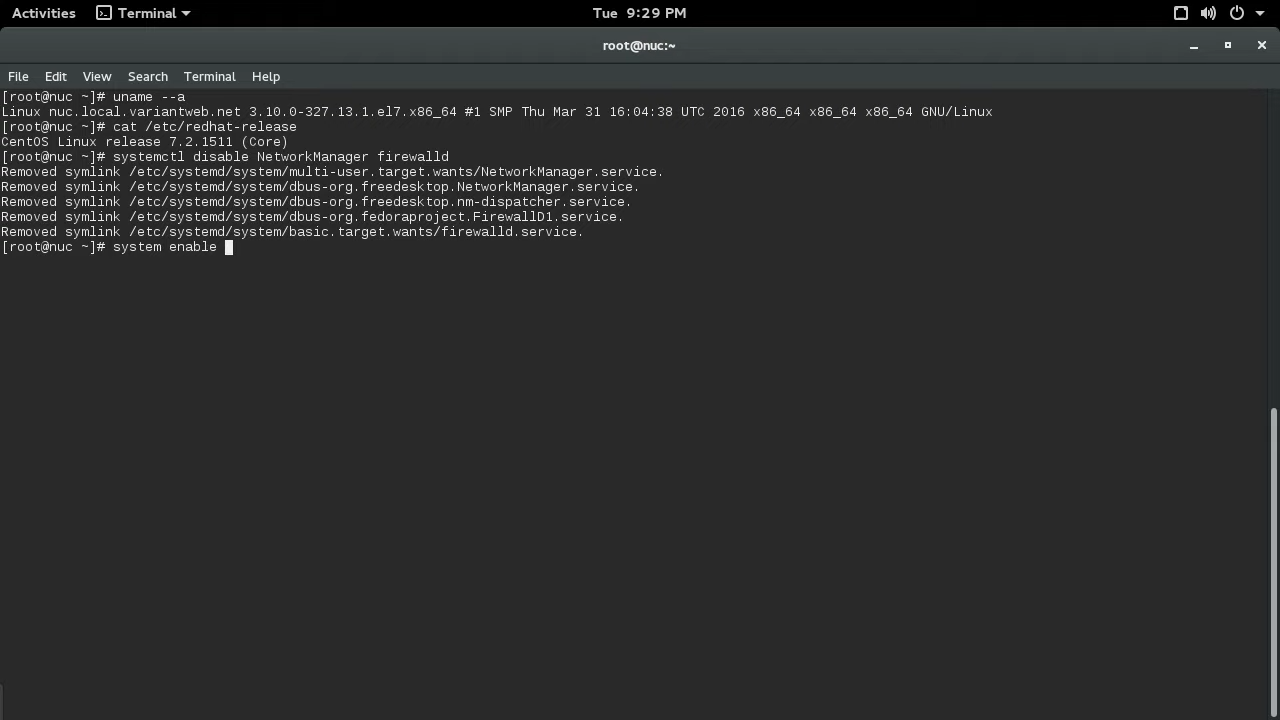 Activities Terminal Tue 9:29 PM
root@nuc:~
File Edit View Search Terminal Help
[root@nuc ~]# uname --a
Linux nuc.local.variantweb.net 3.10.0-327.13.1.el7.x86_64 #1 SMP Thu Mar 31 16:04:38 UTC 2016 x86_64 x86_64 x86_64 GNU/Linux
[root@nuc ~]# cat /etc/redhat-release
CentOS Linux release 7.2.1511 (Core)
[root@nuc ~]# systemctl disable NetworkManager firewalld
Removed symlink /etc/systemd/system/multi-user.target.wants/NetworkManager.service.
Removed symlink /etc/systemd/system/dbus-org.freedesktop.NetworkManager.service.
Removed symlink /etc/systemd/system/dbus-org.freedesktop.nm-dispatcher.service.
Removed symlink /etc/systemd/system/dbus-org.fedoraproject.FirewallD1.service.
Removed symlink /etc/systemd/system/basic.target.wants/firewalld.service.
[root@nuc ~]# system enable